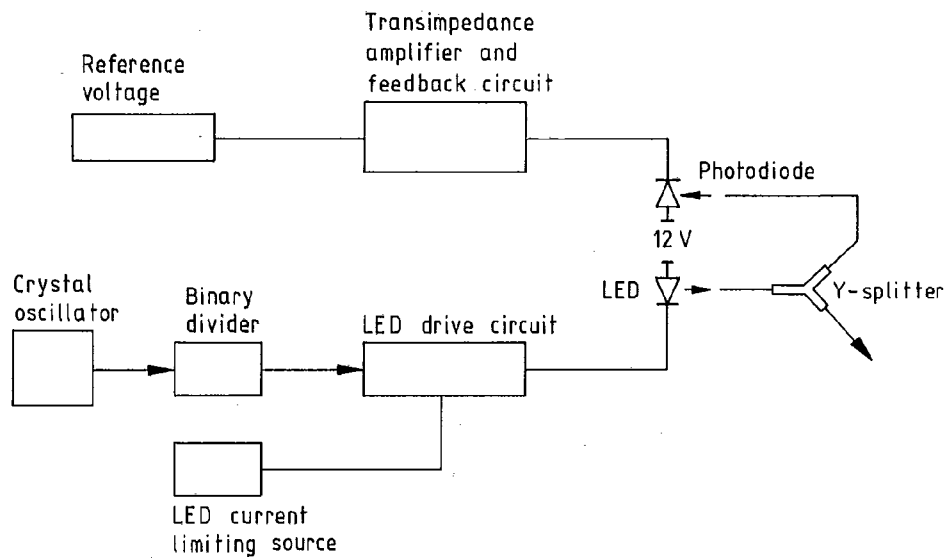 Transimpedance
amplifier and
feedback circuit
Reference
voltage
Photodiode
12 V
Crystal
oscillator
Binary
divider
LED drive circuit
LED
Y-splitter
LED current
limiting source